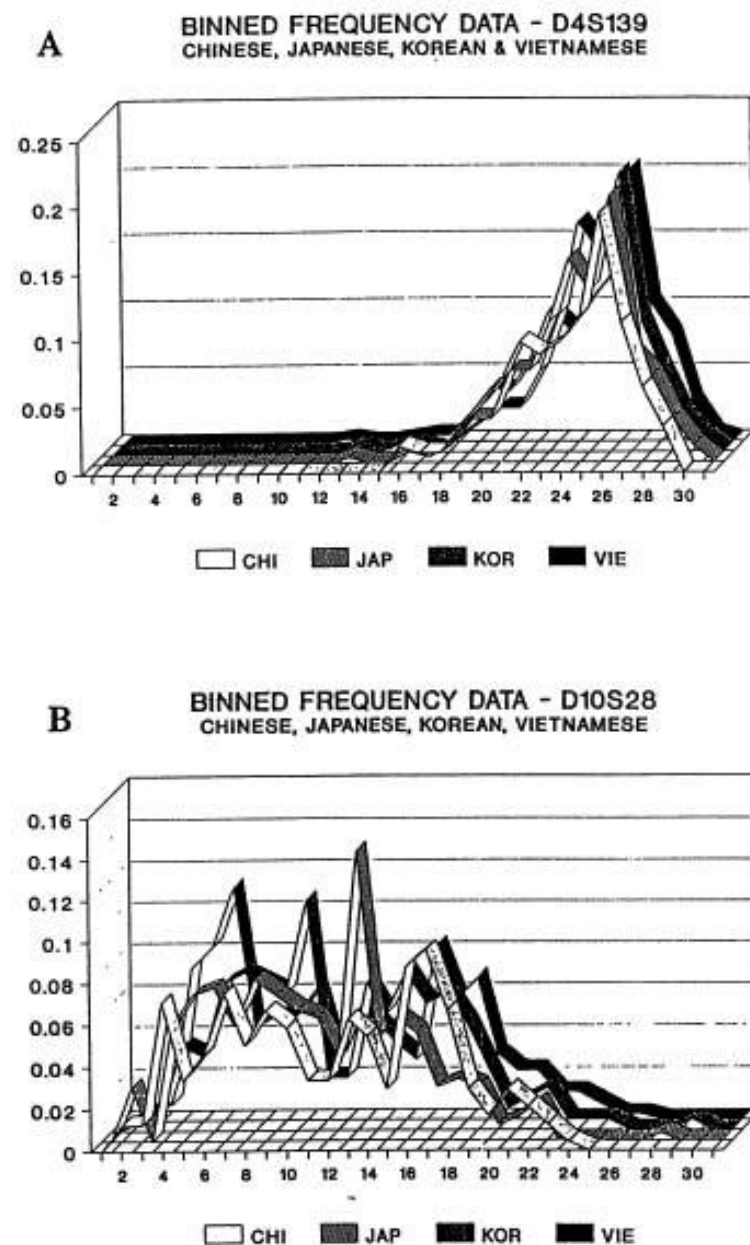 A
BINNED FREQUENCY DATA - D4S139
CHINESE, JAPANESE, KOREAN & VIETNAMESE
0.25
0.2
0.15
0.1
0.05
0
2 4 6 8 10 12 14 16 18 20 22 24 26 30
CHI JAP KOR VIE
B
BINNED FREQUENCY DATA - D10S28
CHINESE, JAPANESE, KOREAN, VIETNAMESE
0.16
0.14
0.12
0.1
0.08
0.06
0.04
0.02
0
2 4 6 8 10 12 14 16 18 20 22 24 26 30
CHI JAP KOR VIE